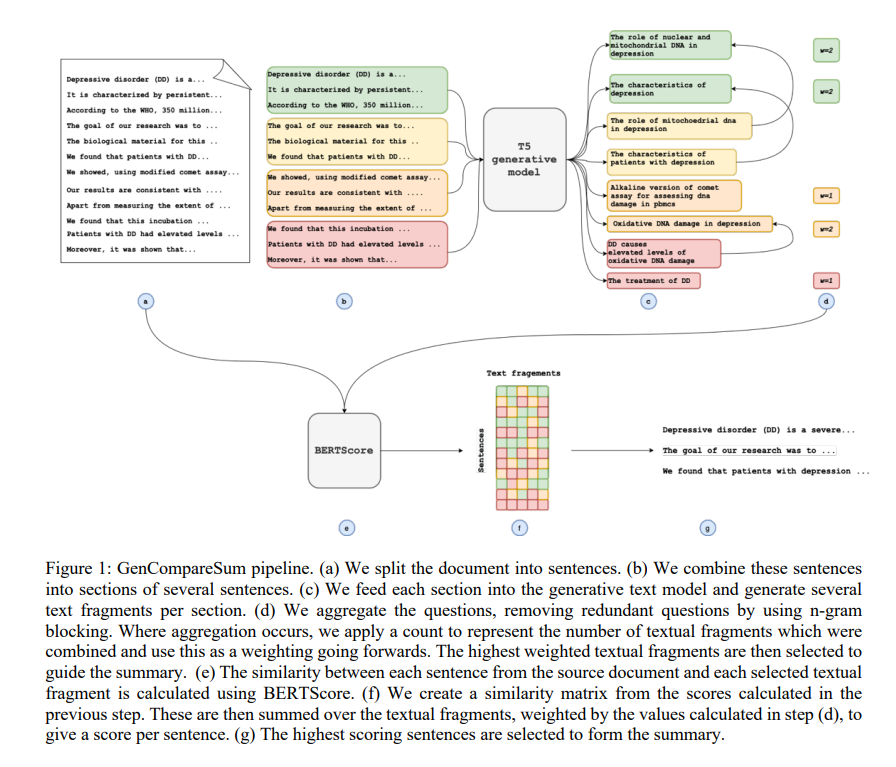 Depressive disorder (DD) is a...
It is characterized by persistent...
According to the WHO, 350 million...
The goal of our research was to ...
The biological material for this ..
We found that patients with DD...
We showed, using modified comet assay...
Our results are consistent with ....
Apart from measuring the extent of ...
We found that this incubation ...
Patients with DD had elevated levels ...
Moreover, it was shown that...
a
Depressive disorder (DD) is a...
It is characterized by persistent...
According to the WHO, 350 million...
The goal of our research was to...
The biological material for this ..
We found that patients with DD...
We showed, using modified comet assay...
Our results are consistent with ....
Apart from measuring the extent of ...
We found that this incubation ...
Patients with DD had elevated levels ...
Moreover, it was shown that...
b
T5
generative
model
The role of nuclear and
mitochondrial DNA in
depression
The characteristics of
depression
The role of mitochoedrial dna
in depression
The characteristics of
patients with depression
Alkaline version of comet
assay for assessing dna
damage in pbmcs
Oxidative DNA damage in depression
DD causes
elevated levels of
oxidative DNA damage
The treatment of DD
c
w=2
w=2
w=1
w=2
w=1
d
BERTScore
e
Text fragements
Sentences
f
Depressive disorder (DD) is a severe...
The goal of our research was to ...
We found that patients with depression ...
g
Figure 1: GenCompareSum pipeline. (a) We split the document into sentences. (b) We combine these sentences
into sections of several sentences. (c) We feed each section into the generative text model and generate several
text fragments per section. (d) We aggregate the questions, removing redundant questions by using n-gram
blocking. Where aggregation occurs, we apply a count to represent the number of textual fragments which were
combined and use this as a weighting going forwards. The highest weighted textual fragments are then selected to
guide the summary. (e) The similarity between each sentence from the source document and each selected textual
fragment is calculated using BERTScore. (f) We create a similarity matrix from the scores calculated in the
previous step. These are then summed over the textual fragments, weighted by the values calculated in step (d), to
give a score per sentence. (g) The highest scoring sentences are selected to form the summary.